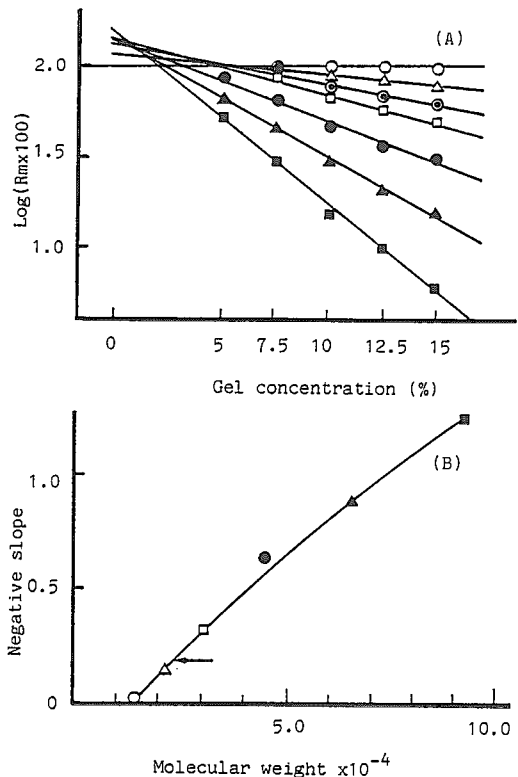 (A)
Log(Rmx100)
2.0
1.5
1.0
0 5 7.5 10 12.5 15
Gel concentration (%)
(B)
Negative slope
1.0
0.5
0
5.0 10.0
Molecular weight x10⁻⁴